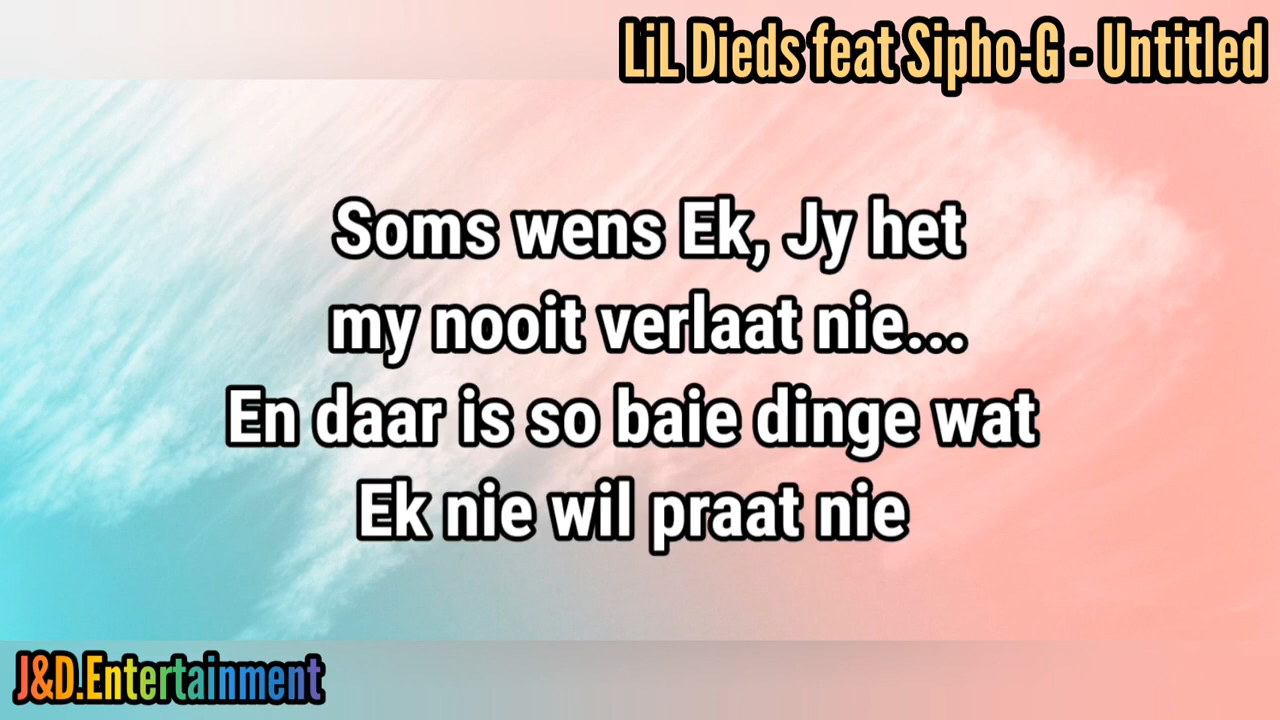 LiL Dieds feat Sipho-G - Untitled
Soms wens Ek, Jy het
my nooit verlaat nie...
En daar is so baie dinge wat
Ek nie wil praat nie
J&D.Entertainment